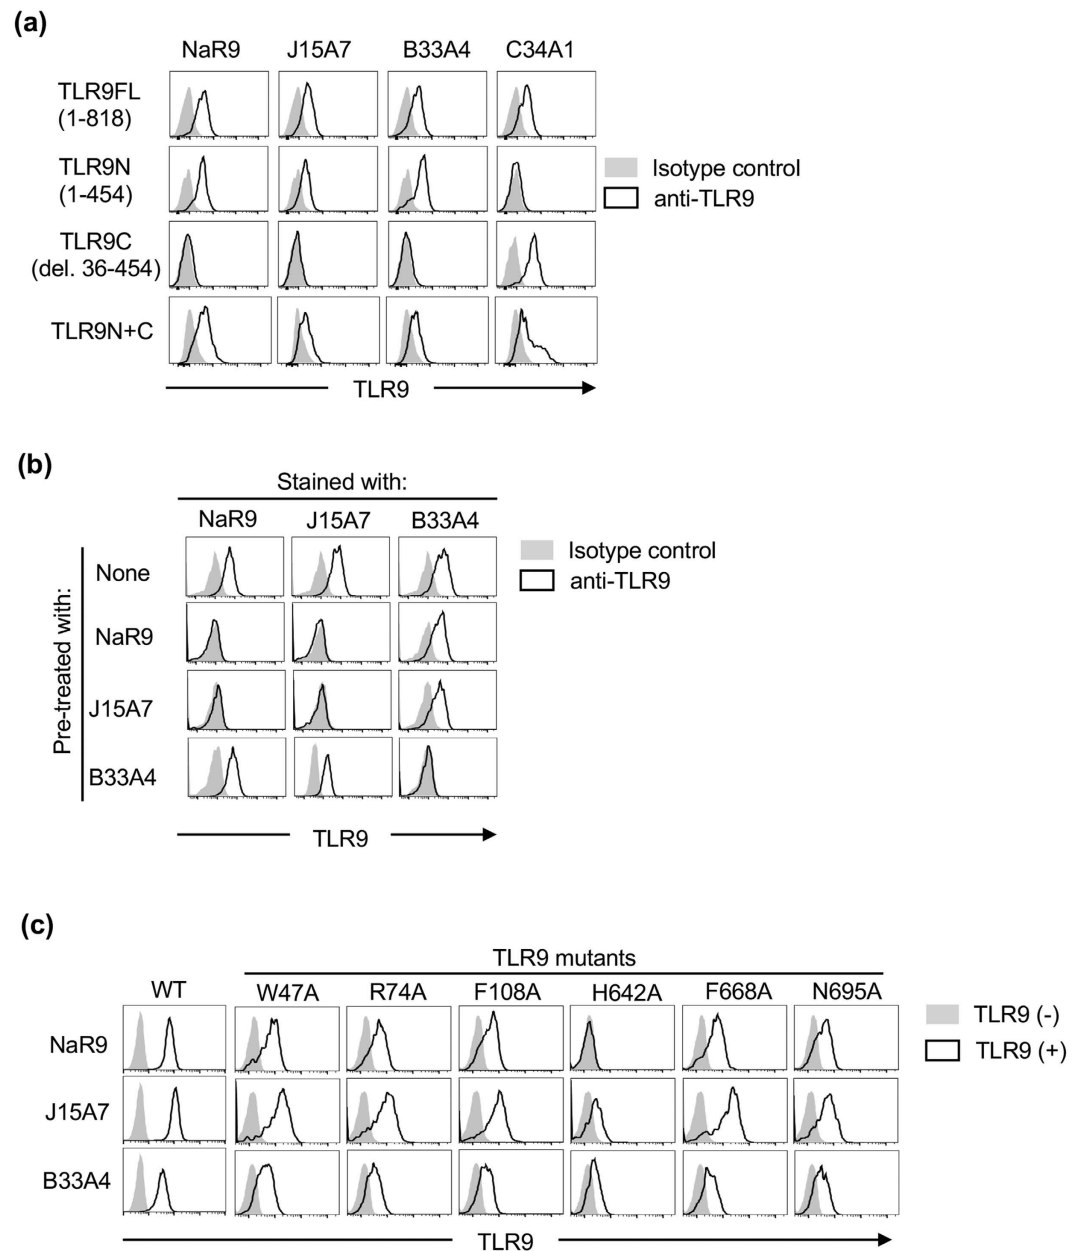 (a)
NaR9 J15A7 B33A4 C34A1
TLR9FL
(1-818)
TLR9N
(1-454)
Isotype control
anti-TLR9
TLR9C
(del. 36-454)
TLR9N+C
TLR9
(b)
Stained with:
NaR9 J15A7 B33A4
Isotype control
anti-TLR9
Pre-treated with:
None
NaR9
J15A7
B33A4
TLR9
(c)
TLR9 mutants
WT W47A R74A F108A H642A F668A N695A
TLR9 (-)
TLR9 (+)
NaR9
J15A7
B33A4
TLR9